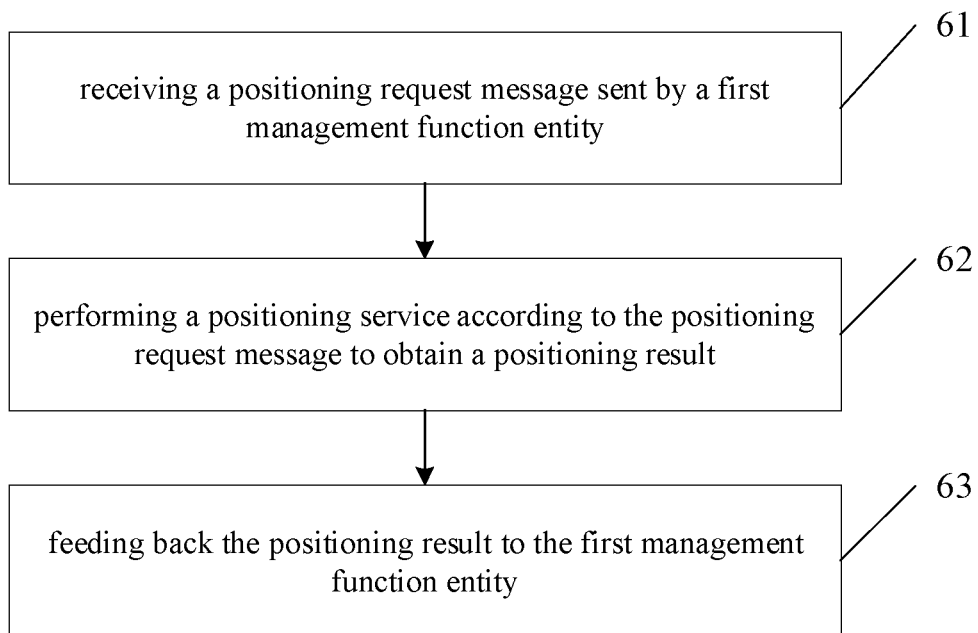 61
receiving a positioning request message sent by a first
management function entity
62
performing a positioning service according to the positioning
request message to obtain a positioning result
63
feeding back the positioning result to the first management
function entity